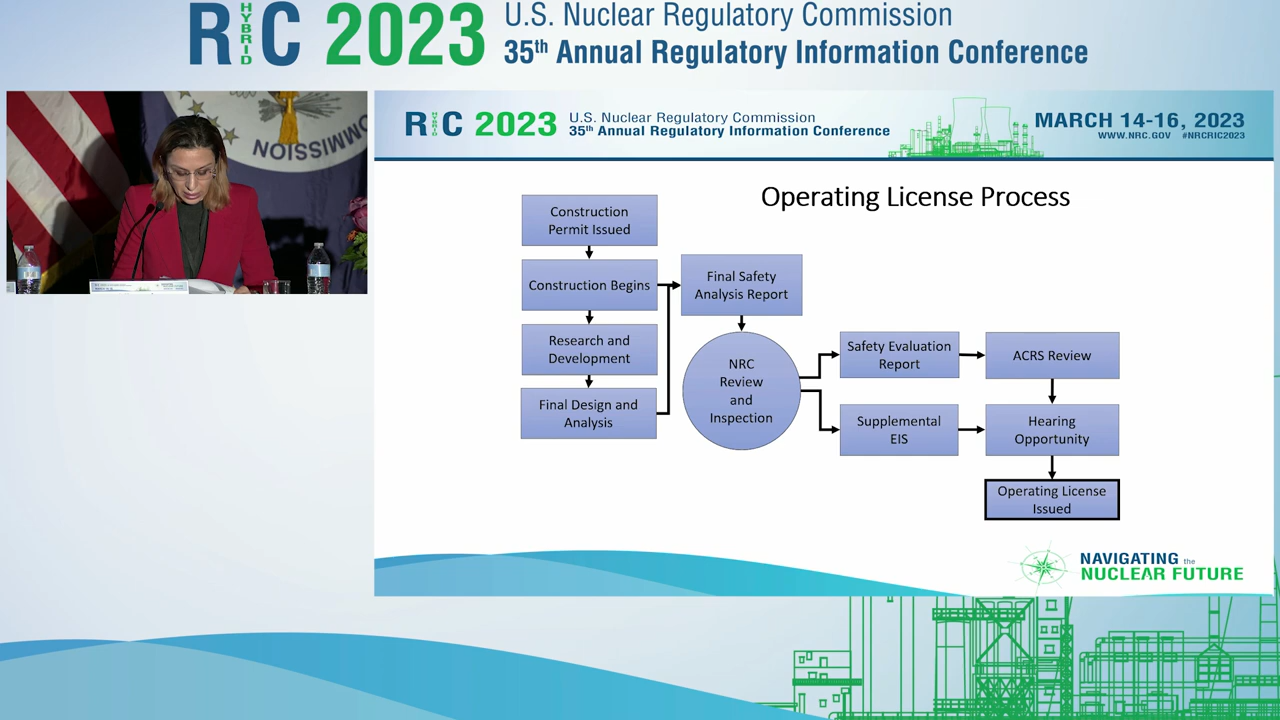 RIC 2023
HYBRID
U.S. Nuclear Regulatory Commission
35th Annual Regulatory Information Conference
OMMISSION
RIC 2023
HYBRID
U.S. Nuclear Regulatory Commission
35th Annual Regulatory Information Conference
MARCH 14-16, 2023
WWW.NRC.GOV #NRCRIC2023
Operating License Process
Construction
Permit Issued
Construction Begins
Research and
Development
Final Design and
Analysis
Final Safety
Analysis Report
NRC
Review
and
Inspection
Safety Evaluation
Report
ACRS Review
Supplemental
EIS
Hearing
Opportunity
Operating License
Issued
NAVIGATING the
NUCLEAR FUTURE